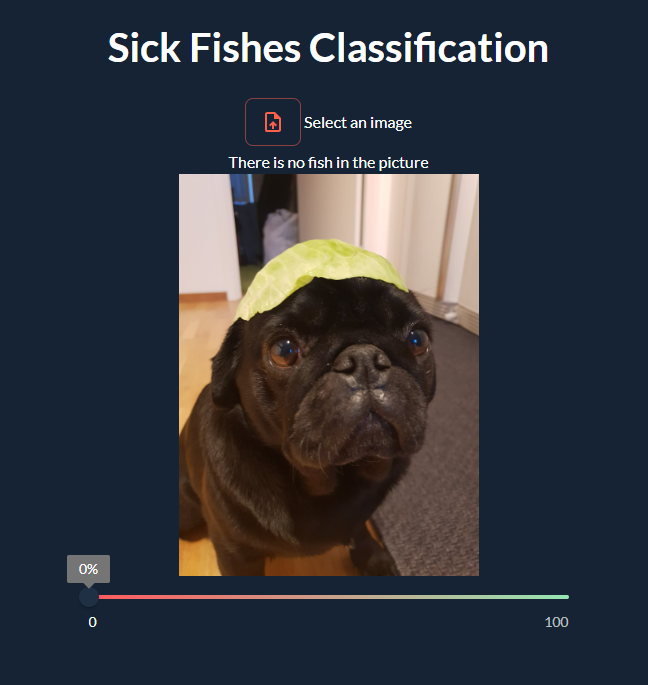 Sick Fishes Classification
Select an image
There is no fish in the picture
0%
0
100